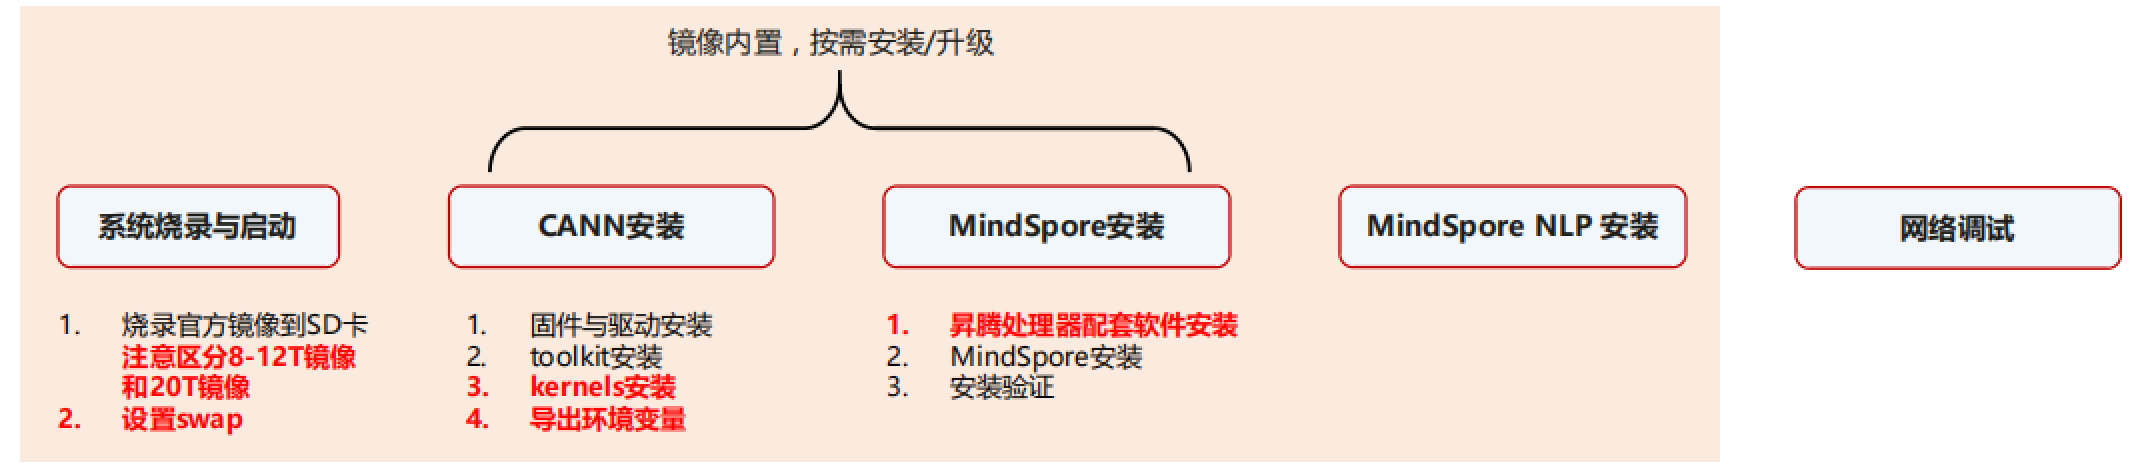 镜像内置，按需安装/升级
系统烧录与启动
CANN安装
MindSpore安装
MindSpore NLP 安装
网络调试
1. 烧录官方镜像到SD卡
注意区分8-12T镜像
和20T镜像
2. 设置swap
1. 固件与驱动安装
2. toolkit安装
3. kernels安装
4. 导出环境变量
1. 昇腾处理器配套软件安装
2. MindSpore安装
3. 安装验证